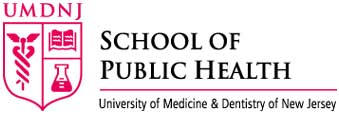 UMDNJ
SCHOOL OF
PUBLIC HEALTH
University of Medicine & Dentistry of New Jersey